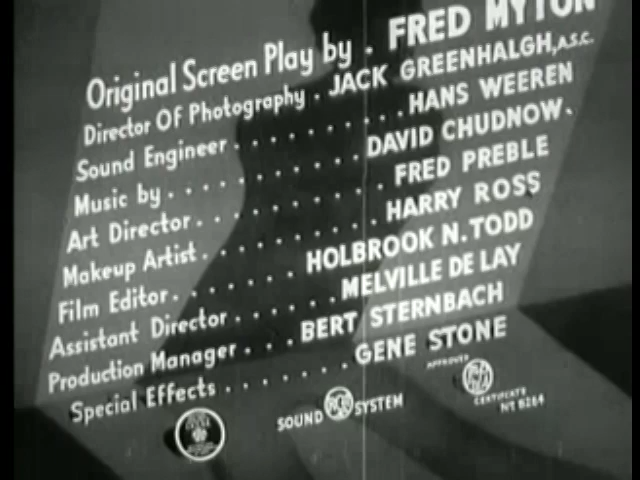 Original Screen Play by . FRED MYTON
Director Of Photography . JACK GREENHALGH, A.S.C.
Sound Engineer . . . . . . . . . HANS WEEREN
Music by . . . . . . . . . . DAVID CHUDNOW.
Art Director . . . . . . . . . FRED PREBLE
Makeup Artist . . . . . . . . . HARRY ROSS
Film Editor . . . . . . . HOLBROOK N. TODD
Assistant Director . . . . . . MELVILLE DE LAY
Production Manager . . . BERT STERNBACH
Special Effects . . . . . . . GENE STONE
SOUND RCA SYSTEM
APPROVED
CERTIFICATE